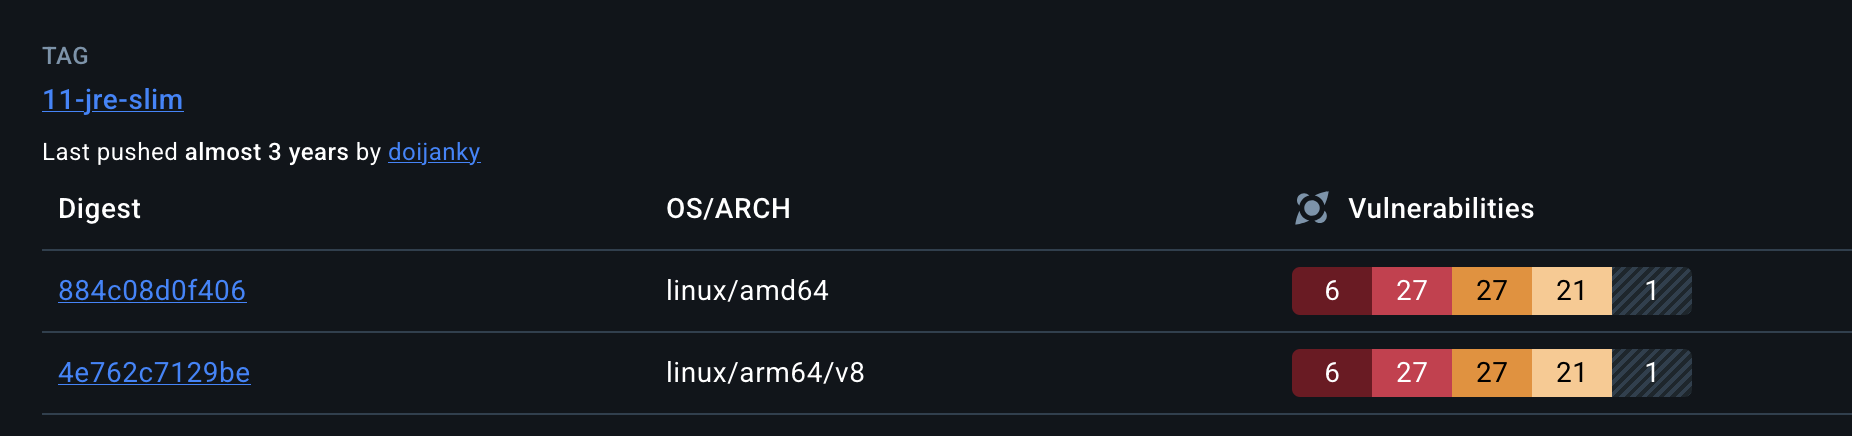 TAG
11-jre-slim
Last pushed almost 3 years by doijanky
Digest OS/ARCH Vulnerabilities
884c08d0f406 linux/amd64 6 27 27 21 1
4e762c7129be linux/arm64/v8 6 27 27 21 1